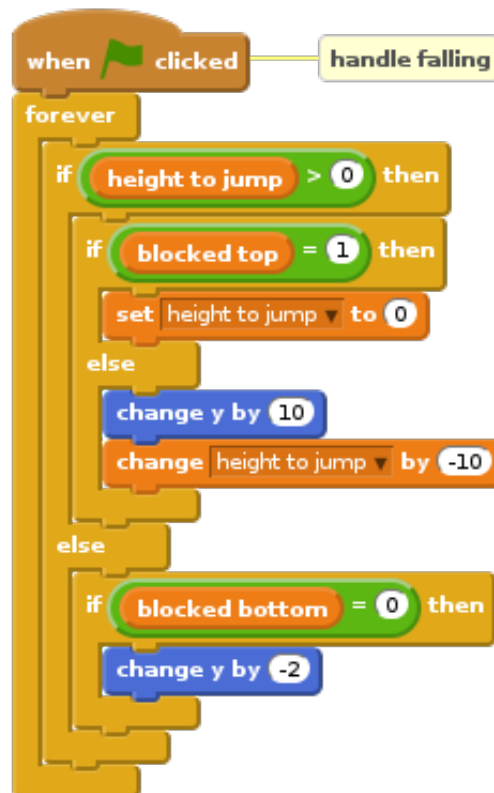 when clicked handle falling
forever
if height to jump > 0 then
if blocked top = 1 then
set height to jump ▾ to 0
else
change y by 10
change height to jump ▾ by -10
else
if blocked bottom = 0 then
change y by -2